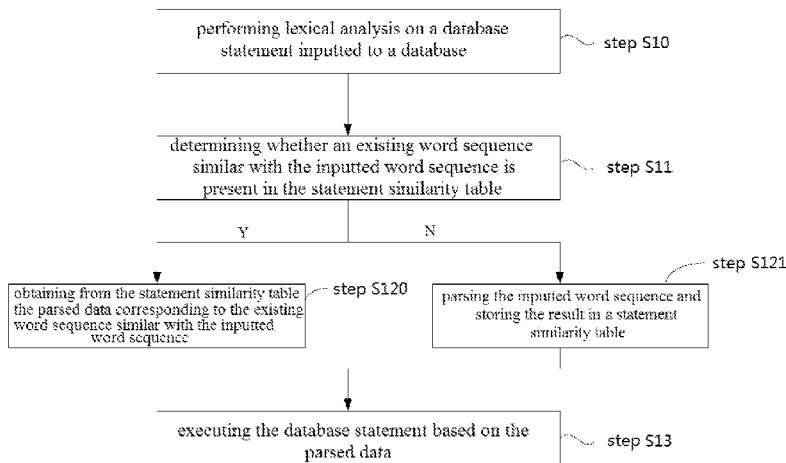 performing lexical analysis on a database
statement inputted to a database
step S10
determining whether an existing word sequence
similar with the inputted word sequence is
present in the statement similarity table
step S11
Y
N
obtaining from the statement similarity table
the parsed data corresponding to the existing
word sequence similar with the inputted
word sequence
step S120
parsing the inputted word sequence and
storing the result in a statement
similarity table
step S121
executing the database statement based on the
parsed data
step S13